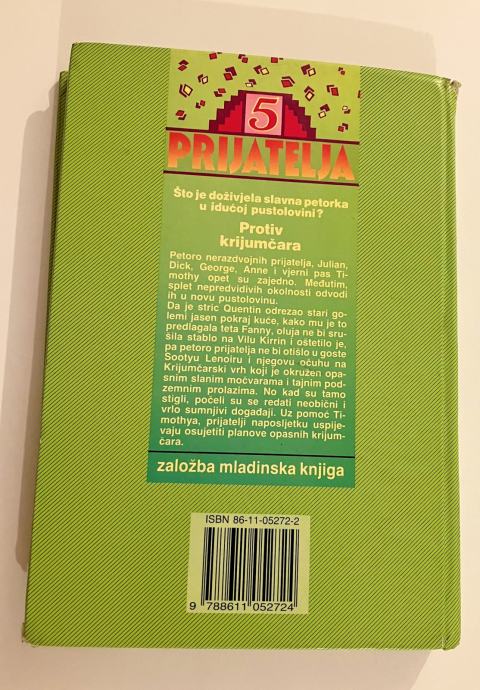 5
PRIJATELJA
Što je doživjela slavna petorka
u idućoj pustolovini?
Protiv
krijumčara
Petoro nerazdvojnih prijatelja, Julian,
Dick, George, Anne i vjerni pas Ti-
mothy opet su zajedno. Međutim,
splet nepredvidivih okolnosti odvodi
ih u novu pustolovinu.
Da je stric Quentin odrezao stari go-
lemi jasen pokraj kuće, kako mu je to
predlagala teta Fanny, oluja ne bi sru-
šila stablo na Vilu Kirrin i oštetilo je,
pa petoro prijatelja ne bi otišlo u goste
Sootyu Lenoiru i njegovu očuhu na
Krijumčarski vrh koji je okružen opa-
snim slanim močvarama i tajnim pod-
zemnim prolazima. No kad su tamo
stigli, počeli su se redati neobični i
vrlo sumnjivi događaji. Uz pomoć Ti-
mothya, prijatelji naposljetku uspije-
vaju osujetiti planove opasnih krijum-
čara.
založba mladinska knjiga
ISBN 86-11-05272-2
9 788611 052724